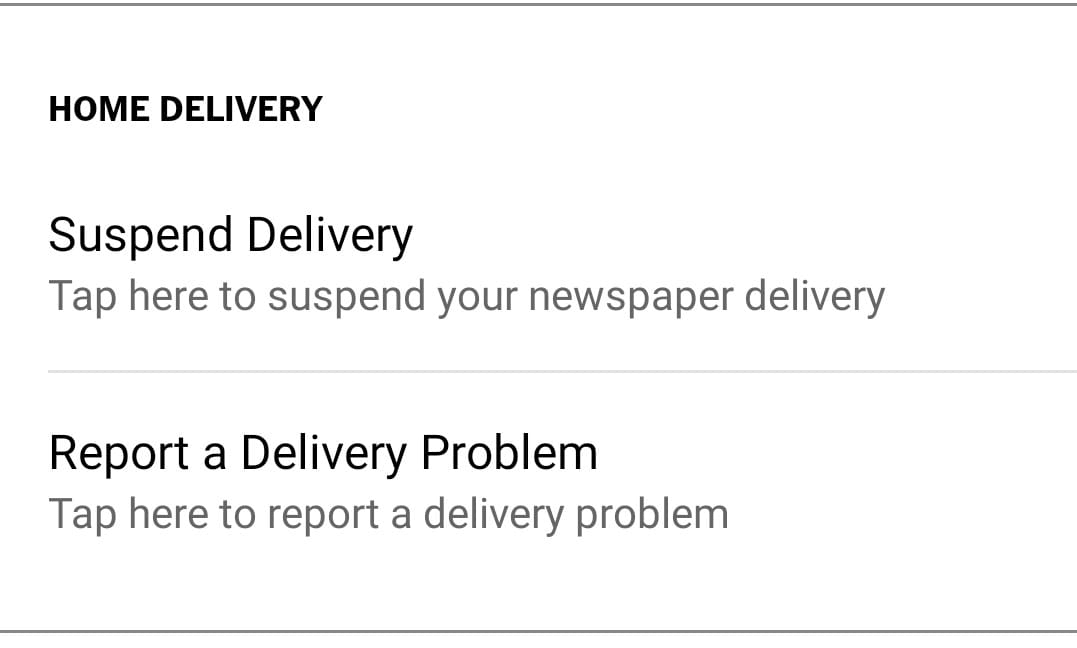 HOME DELIVERY
Suspend Delivery
Tap here to suspend your newspaper delivery
Report a Delivery Problem
Tap here to report a delivery problem